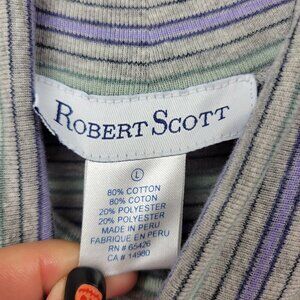 ROBERT SCOTT
L
80% COTTON
80% COTON
20% POLYESTER
20% POLYESTER
MADE IN PERU
FABRIQUE EN PERU
RN # 65426
CA # 14980